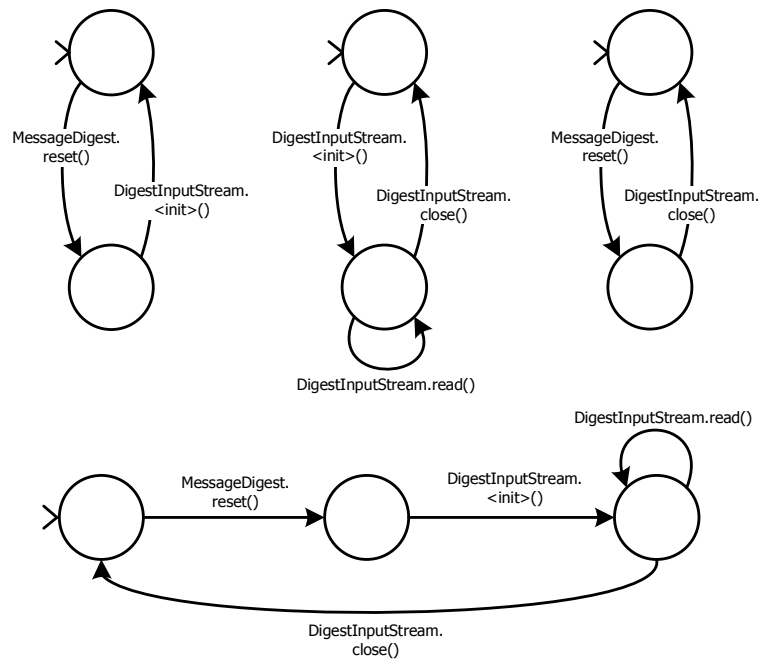 MessageDigest.
reset()
DigestInputStream.
<init>()
DigestInputStream.
<init>()
DigestInputStream.
close()
DigestInputStream.read()
MessageDigest.
reset()
DigestInputStream.
close()
MessageDigest.
reset()
DigestInputStream.
<init>()
DigestInputStream.read()
DigestInputStream.
close()